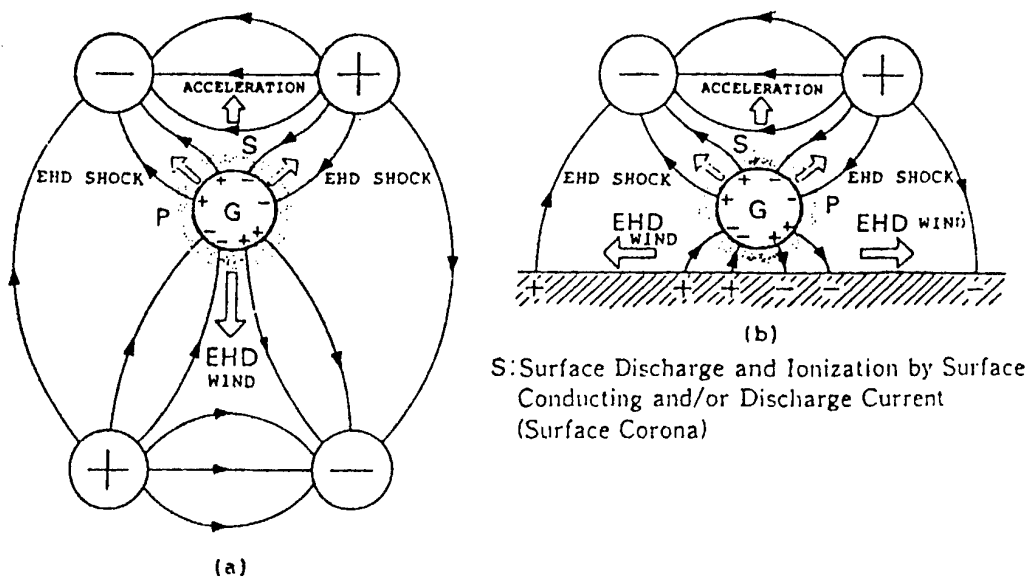 − +
ACCELERATION
S
EHD SHOCK EHD SHOCK
+ −
+ −
P G
− − + +
EHD
WIND
+ −
(a)
− +
ACCELERATION
S
EHD SHOCK EHD SHOCK
+ −
+ −
G P
− − + +
EHD
WIND
EHD WIND
+ + + − − −
(b)
S: Surface Discharge and Ionization by Surface
Conducting and/or Discharge Current
(Surface Corona)